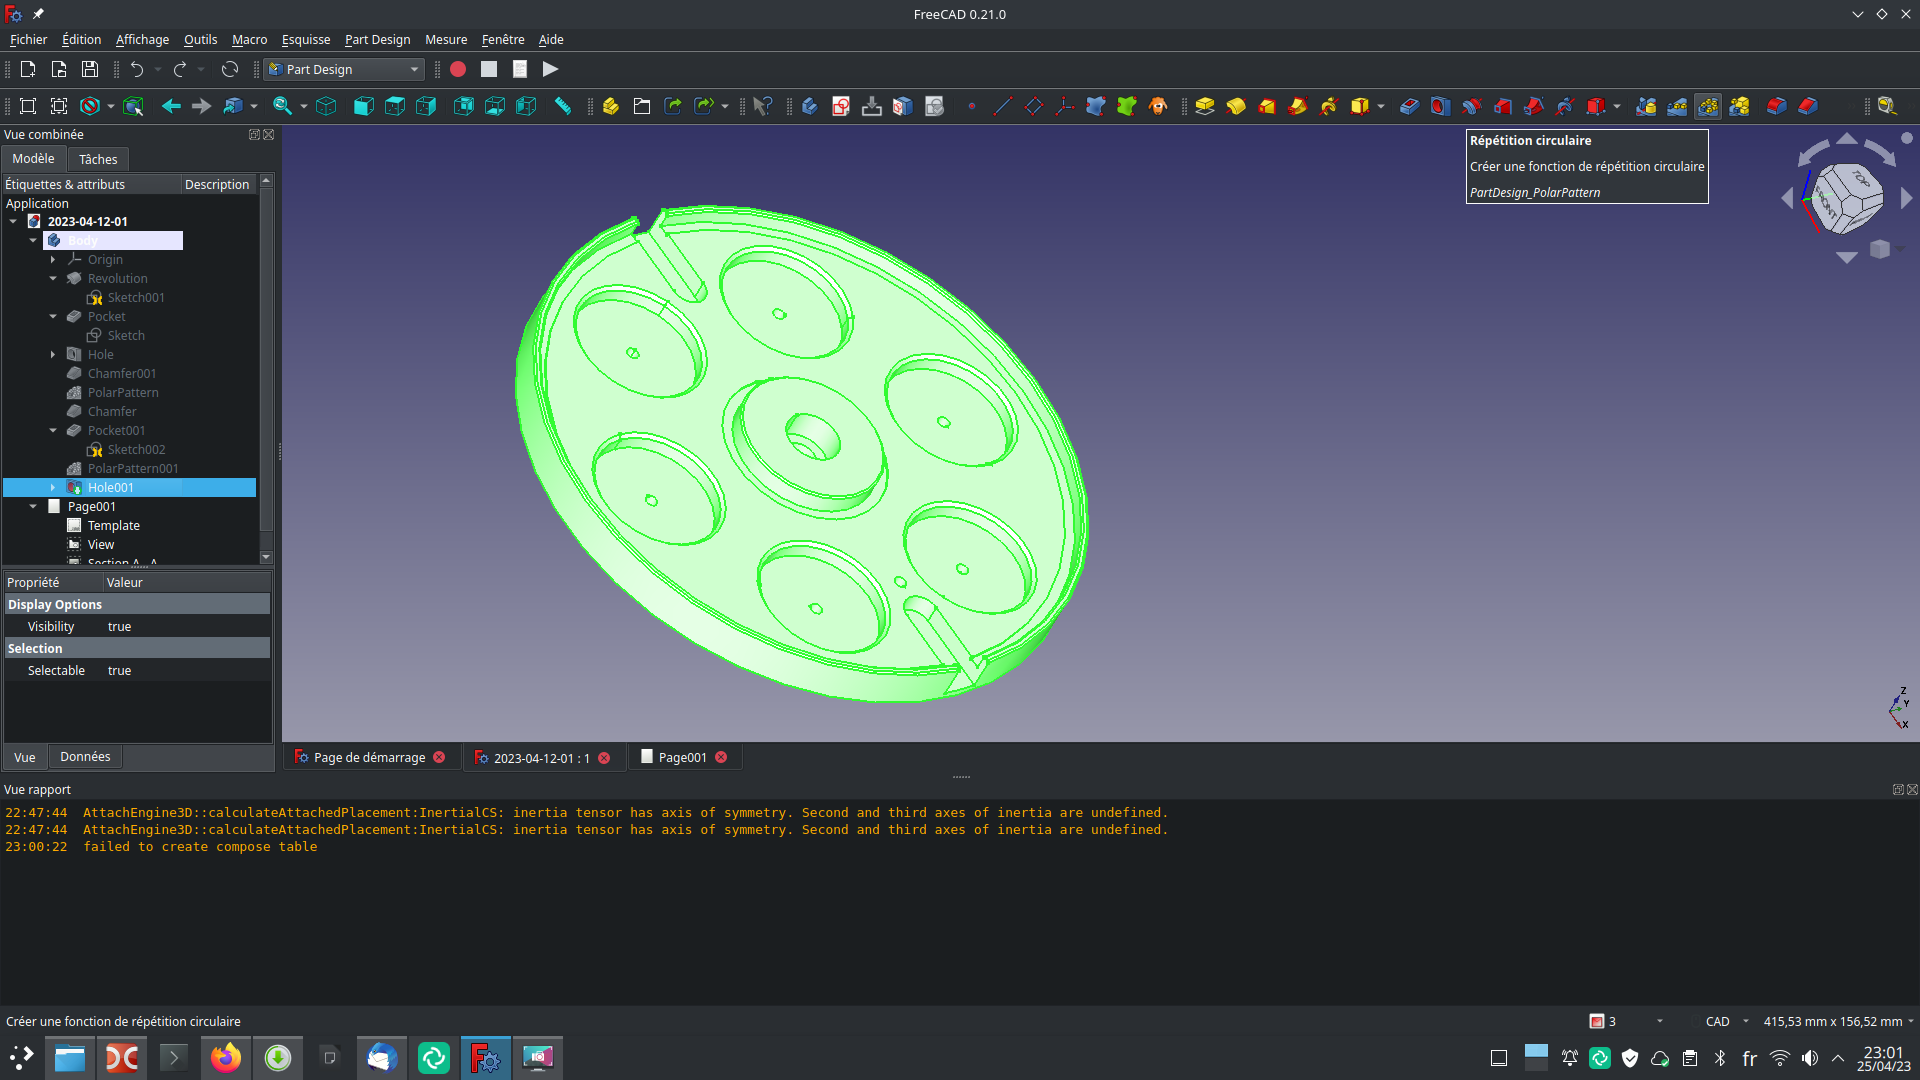 FreeCAD 0.21.0
Fichier Édition Affichage Outils Macro Esquisse Part Design Mesure Fenêtre Aide
Part Design
Vue combinée
Modèle Tâches
Étiquettes & attributs Description
Application
2023-04-12-01
Body
Origin
Revolution
Sketch001
Pocket
Sketch
Hole
Chamfer001
PolarPattern
Chamfer
Pocket001
Sketch002
PolarPattern001
Hole001
Page001
Template
View
Section A - A
Propriété Valeur
Display Options
Visibility true
Selection
Selectable true
Vue Données
Répétition circulaire
Créer une fonction de répétition circulaire
PartDesign_PolarPattern
TOP
FRONT
Z
Y
X
Page de démarrage 2023-04-12-01 : 1 Page001
Vue rapport
22:47:44 AttachEngine3D::calculateAttachedPlacement:InertialCS: inertia tensor has axis of symmetry. Second and third axes of inertia are undefined.
22:47:44 AttachEngine3D::calculateAttachedPlacement:InertialCS: inertia tensor has axis of symmetry. Second and third axes of inertia are undefined.
23:00:22 failed to create compose table
Créer une fonction de répétition circulaire 3 CAD 415,53 mm x 156,52 mm
fr 23:01
25/04/23